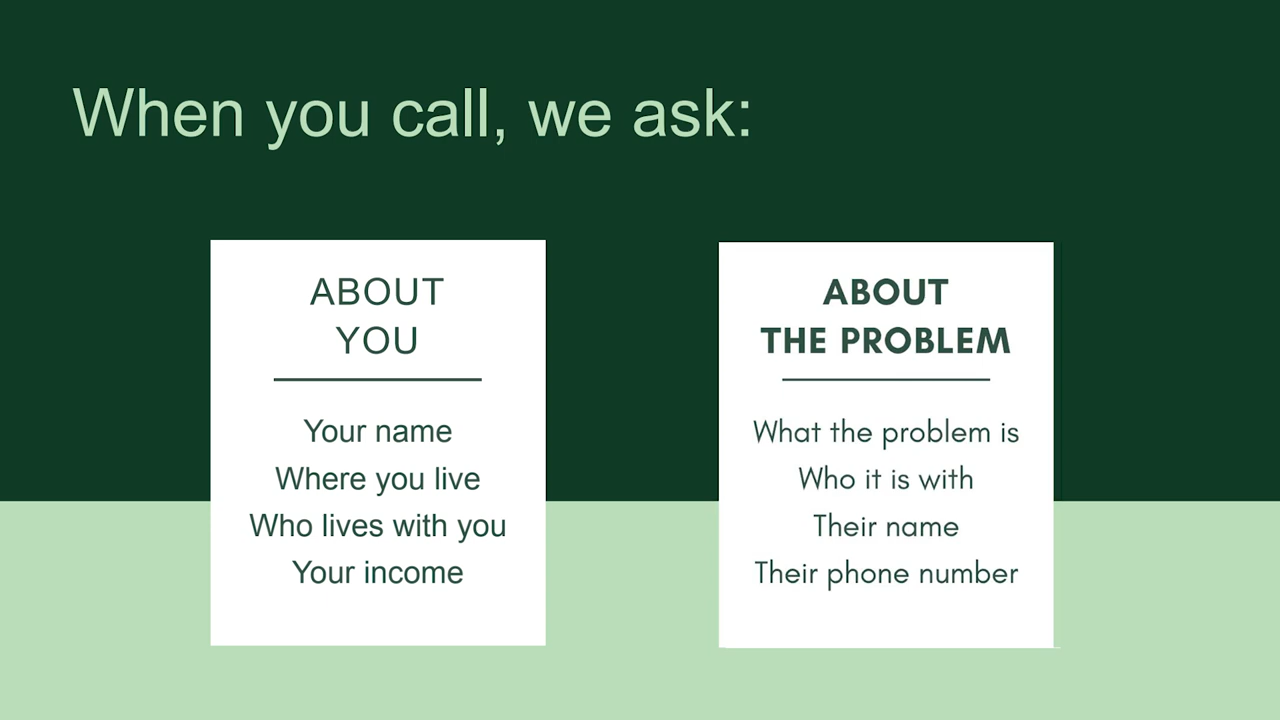 When you call, we ask:
ABOUT
YOU
Your name
Where you live
Who lives with you
Your income
ABOUT
THE PROBLEM
What the problem is
Who it is with
Their name
Their phone number